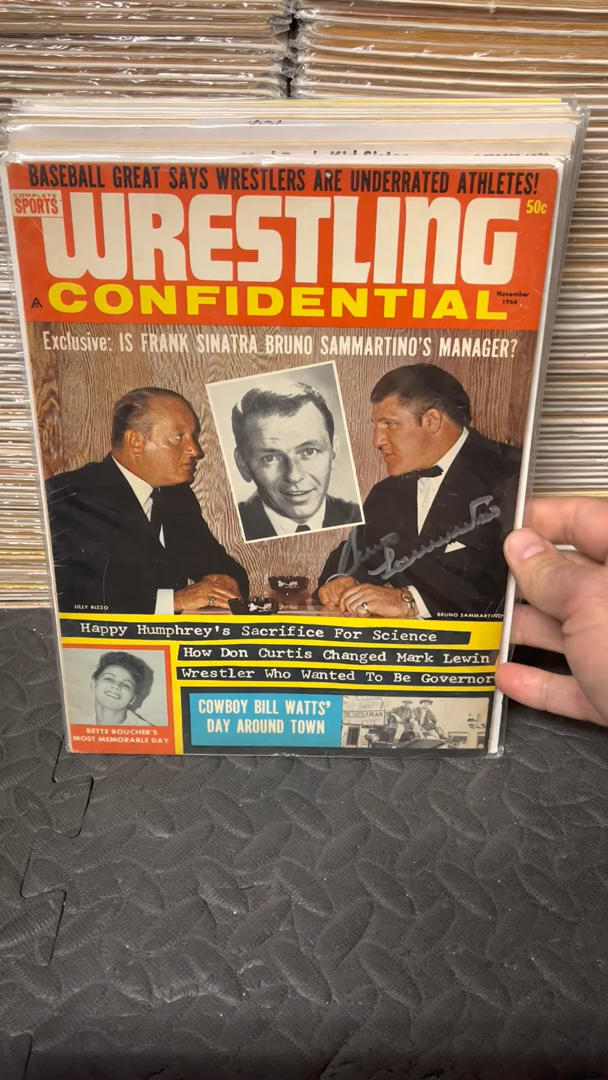 BASEBALL GREAT SAYS WRESTLERS ARE UNDERRATED ATHLETES!
COMPLETE
SPORTS
50c
WRESTLING
CONFIDENTIAL
November
1964
Exclusive: IS FRANK SINATRA BRUNO SAMMARTINO'S MANAGER?
Bruno Sammartino
JILLY RIZZO
BRUNO SAMMARTINO
Happy Humphrey's Sacrifice For Science
How Don Curtis Changed Mark Lewin
Wrestler Who Wanted To Be Governor
BETTE BOUCHER'S
MOST MEMORABLE DAY
COWBOY BILL WATTS'
DAY AROUND TOWN